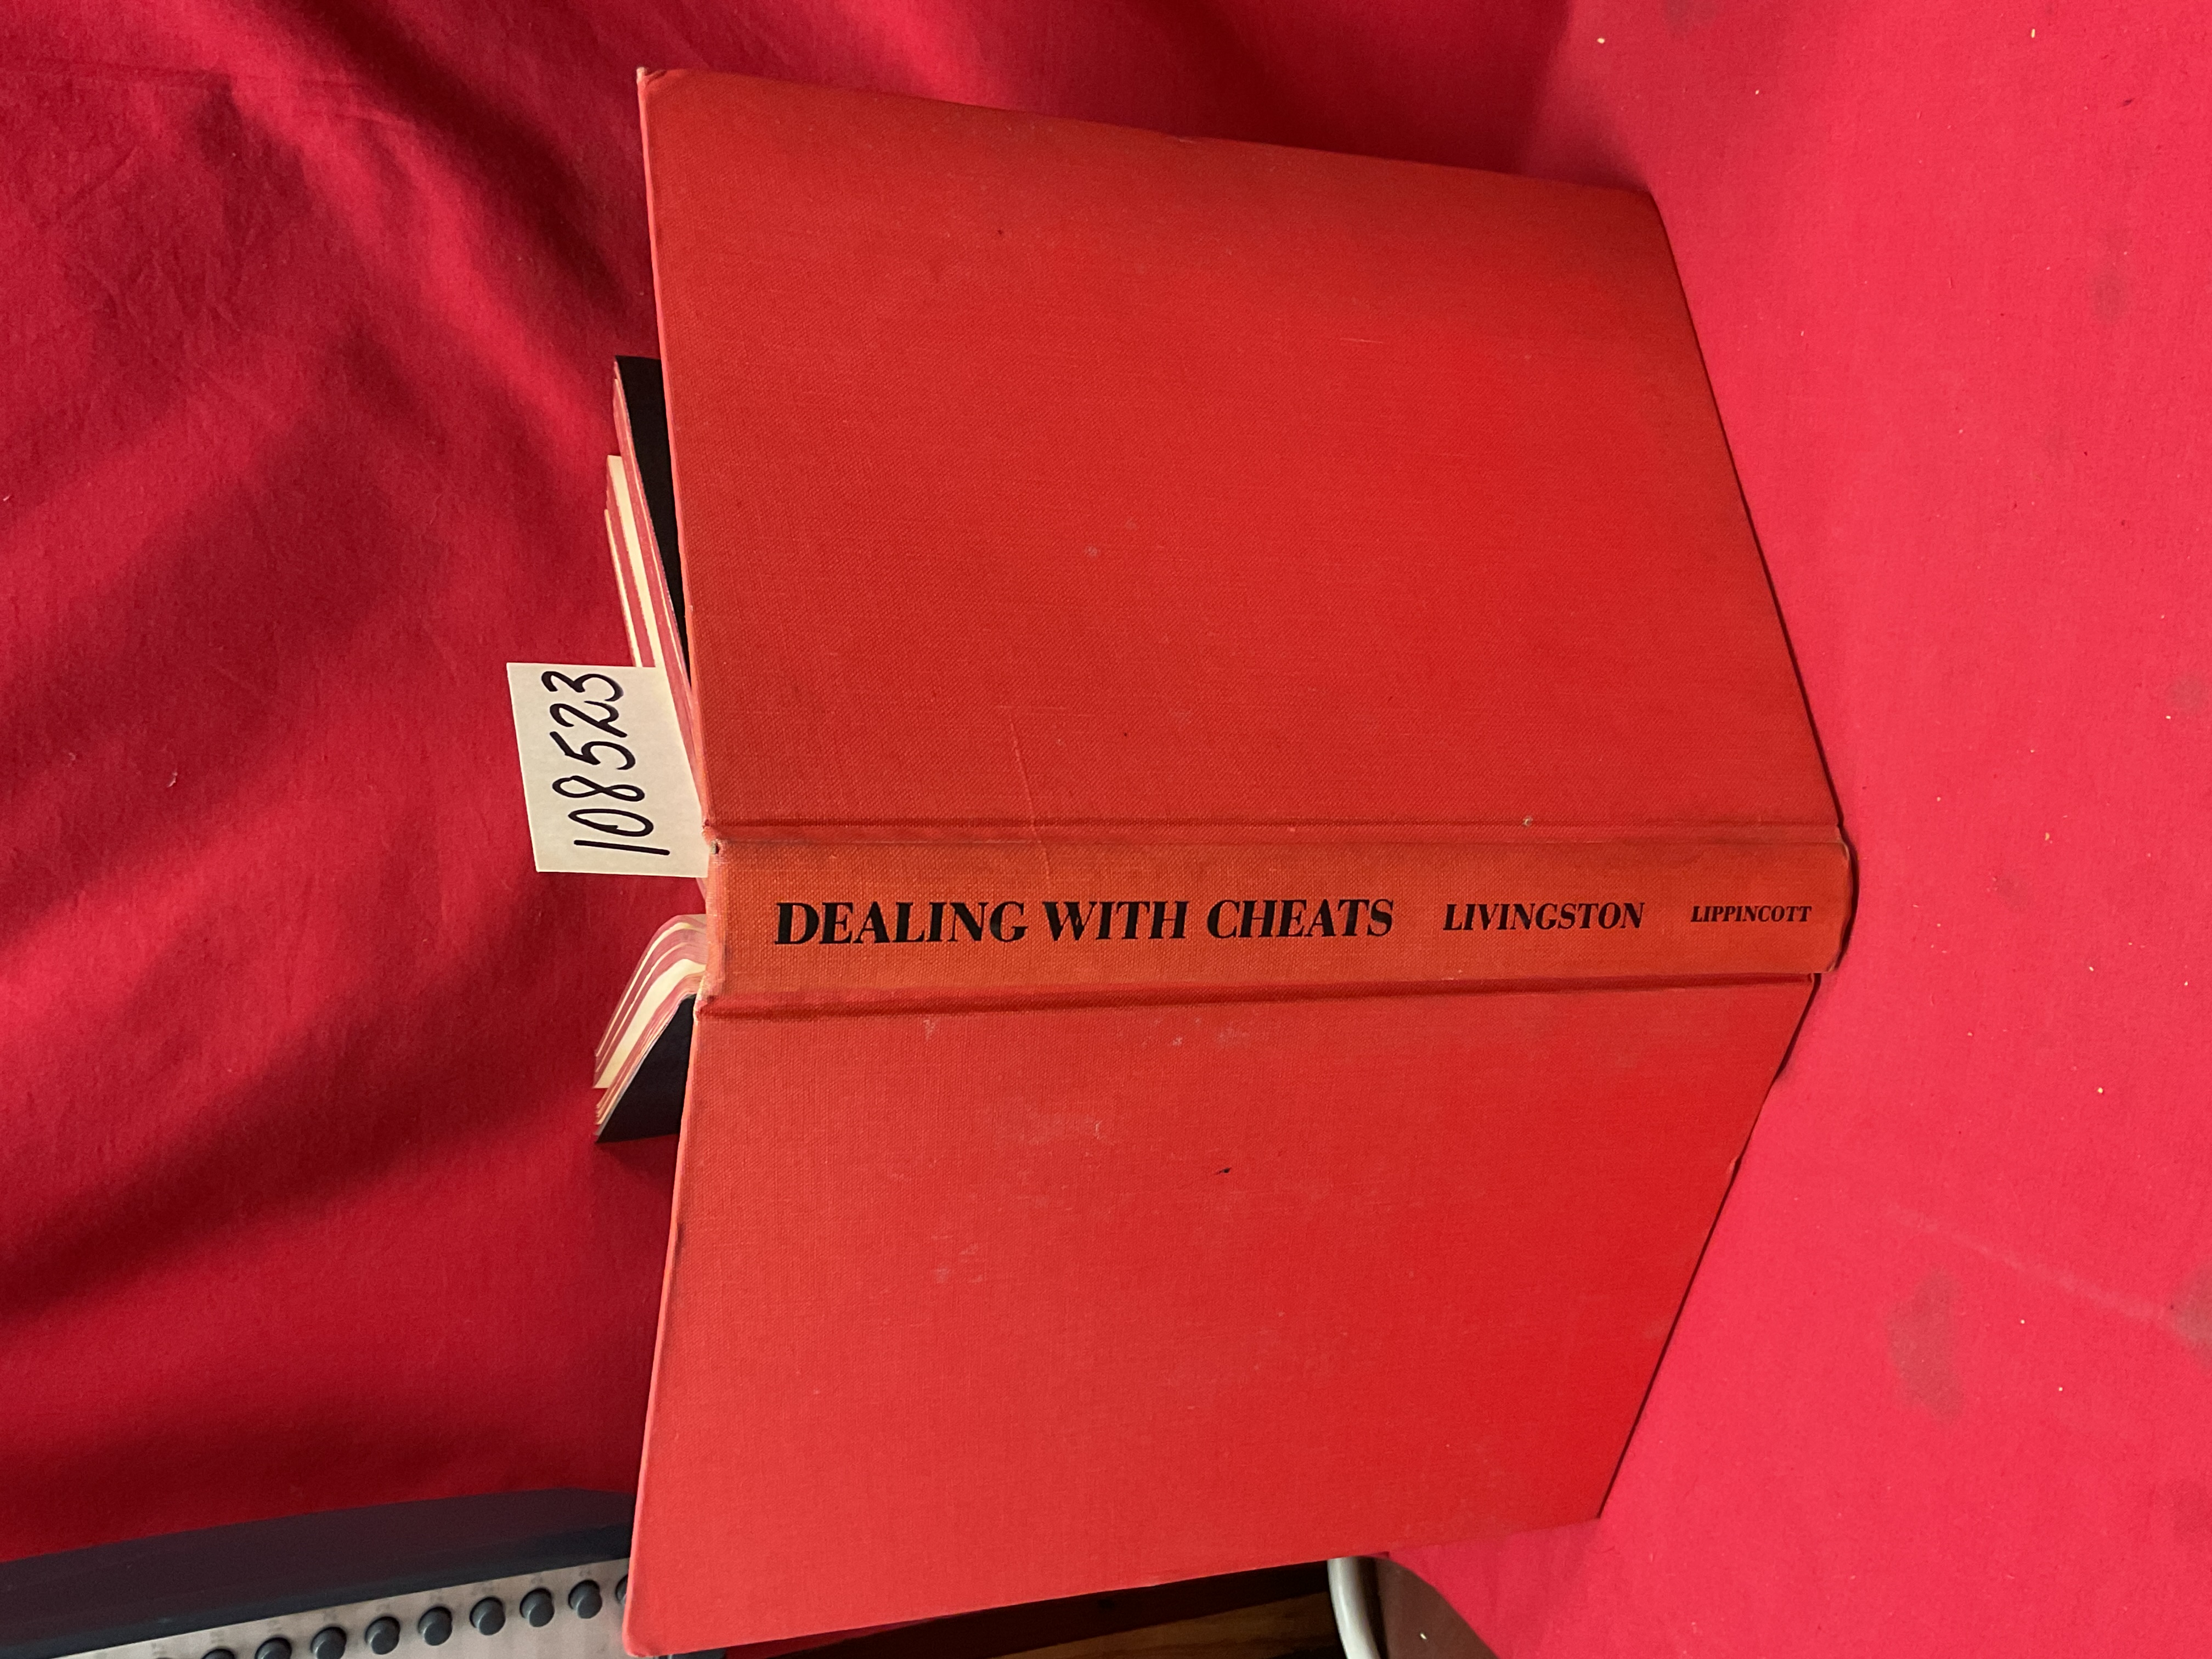 108523
DEALING WITH CHEATS LIVINGSTON LIPPINCOTT